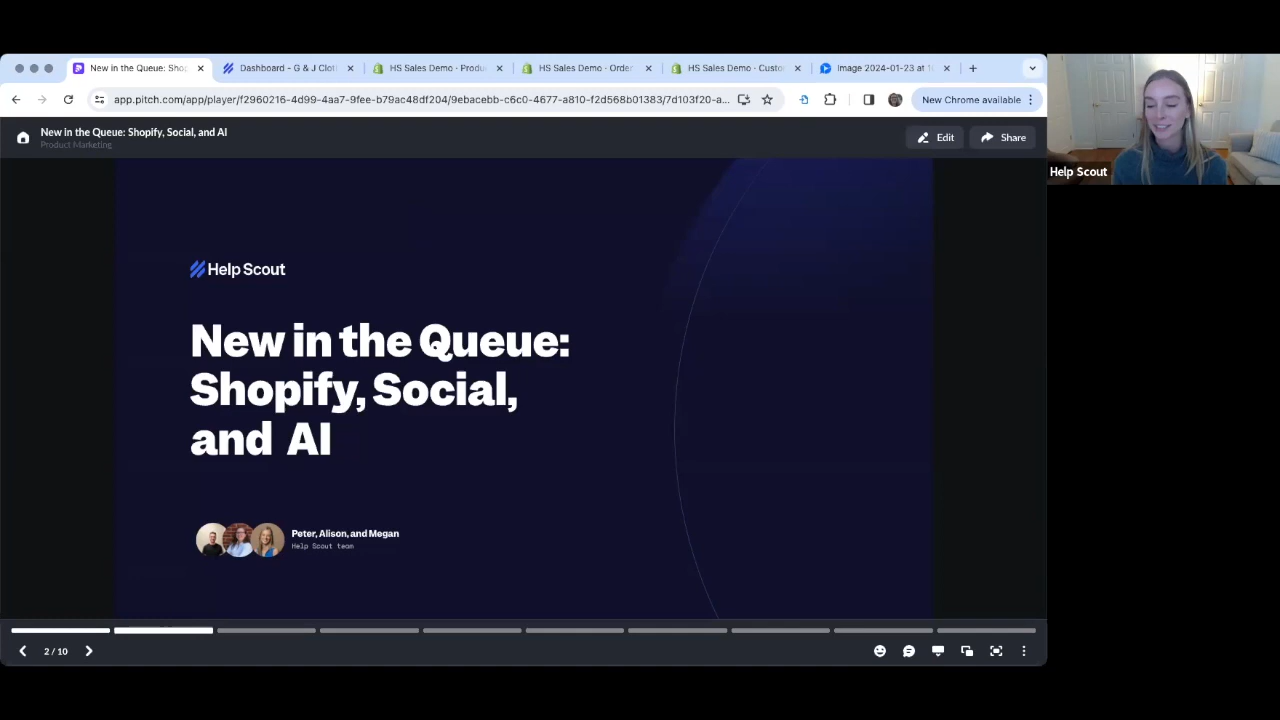 New in the Queue: Shop
Dashboard - G & J Clot
HS Sales Demo · Produ
HS Sales Demo · Order
HS Sales Demo · Custo
Image 2024-01-23 at 1
app.pitch.com/app/player/f2960216-4d99-4aa7-9fee-b79ac48df204/9ebacebb-c6c0-4677-a810-f2d568b01383/7d103f20-a...
New Chrome available
New in the Queue: Shopify, Social, and AI
Product Marketing
Edit
Share
Help Scout
Help Scout
New in the Queue:
Shopify, Social,
and AI
Peter, Alison, and Megan
Help Scout team
2 / 10